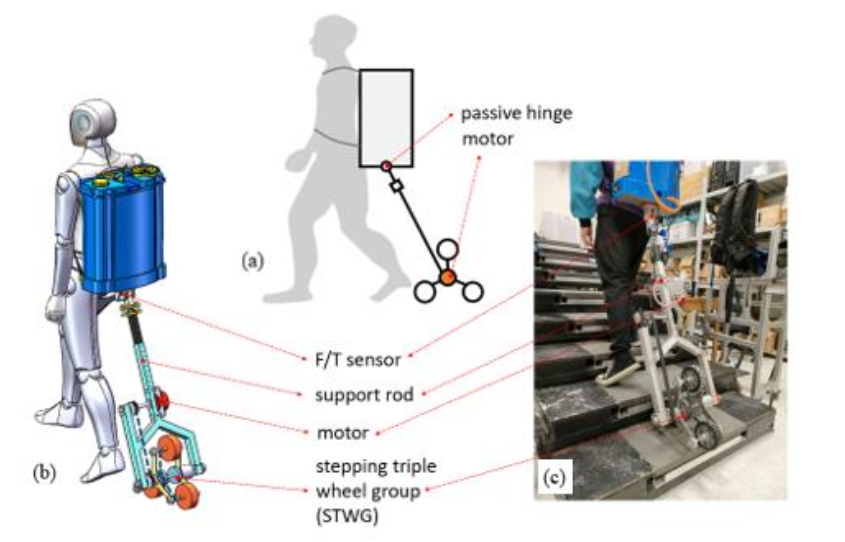 passive hinge
motor
(a)
F/T sensor
support rod
motor
stepping triple
wheel group
(STWG)
(b)
(c)